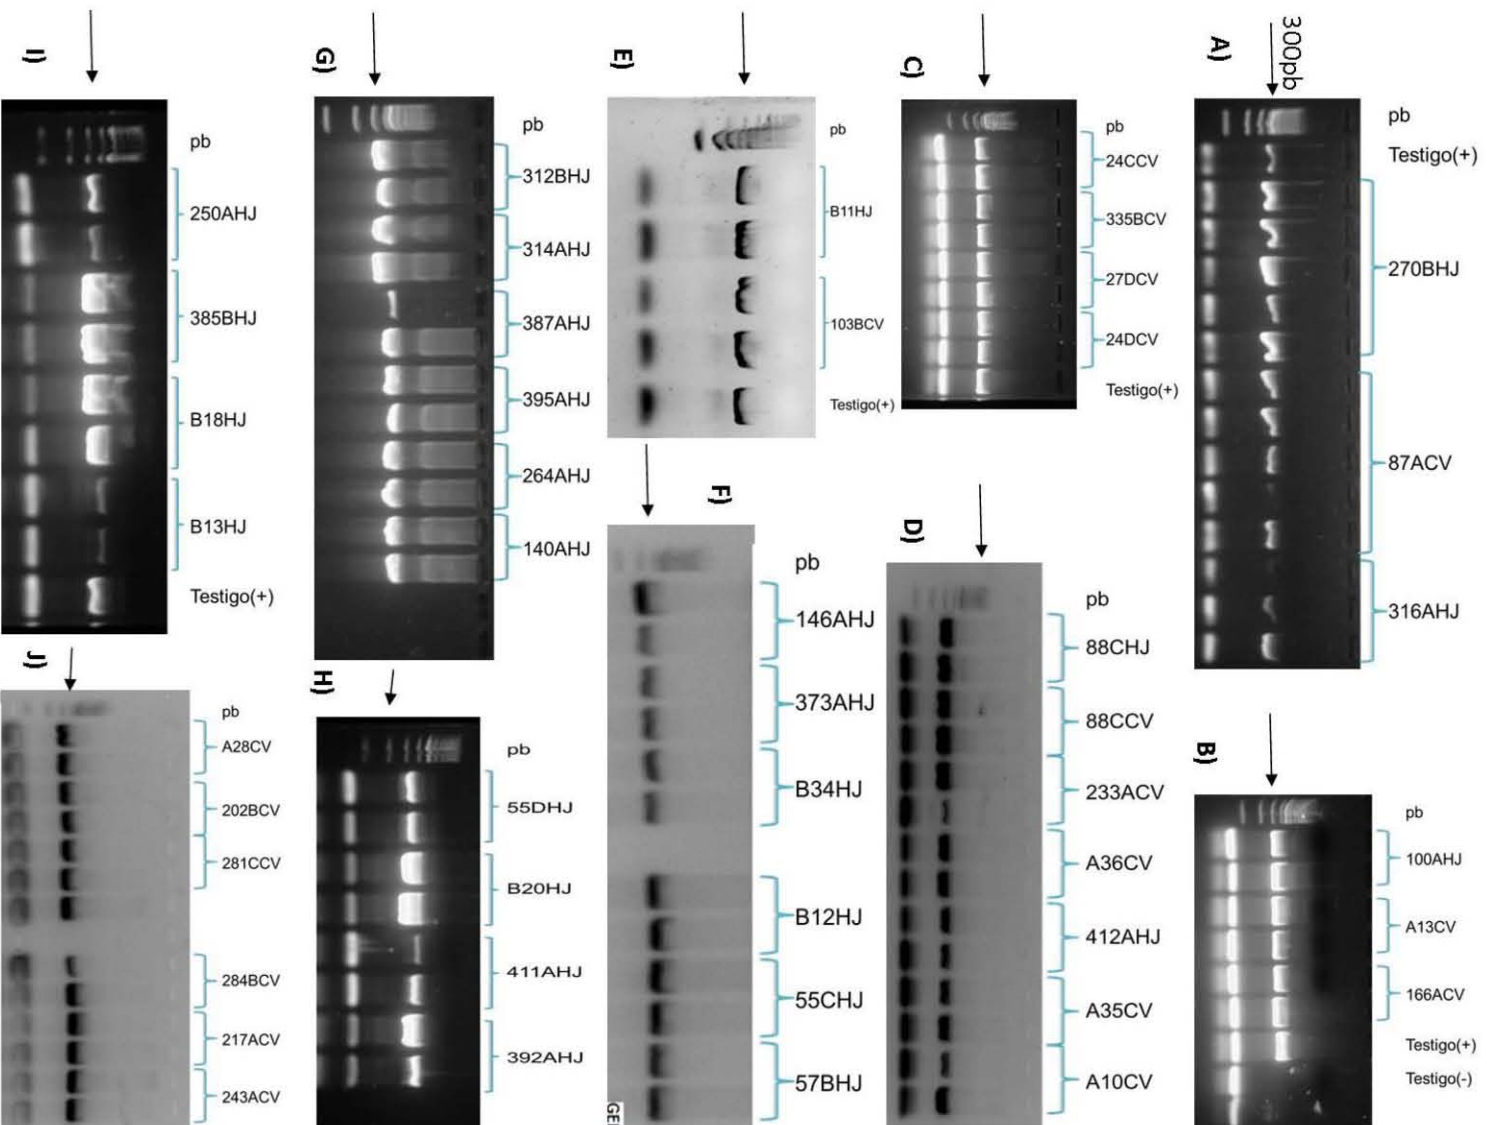 A)
300pb
pb
Testigo(+)
270BHJ
87ACV
316AHJ
B)
pb
100AHJ
A13CV
166ACV
Testigo(+)
Testigo(-)
C)
pb
24CCV
335BCV
27DCV
24DCV
Testigo(+)
D)
pb
88CHJ
88CCV
233ACV
A36CV
412AHJ
A35CV
A10CV
E)
pb
B11HJ
103BCV
Testigo(+)
F)
pb
146AHJ
373AHJ
B34HJ
B12HJ
55CHJ
57BHJ
GE
G)
pb
312BHJ
314AHJ
387AHJ
395AHJ
264AHJ
140AHJ
H)
pb
55DHJ
B20HJ
411AHJ
392AHJ
I)
pb
250AHJ
385BHJ
B18HJ
B13HJ
Testigo(+)
J)
pb
A28CV
202BCV
281CCV
284BCV
217ACV
243ACV